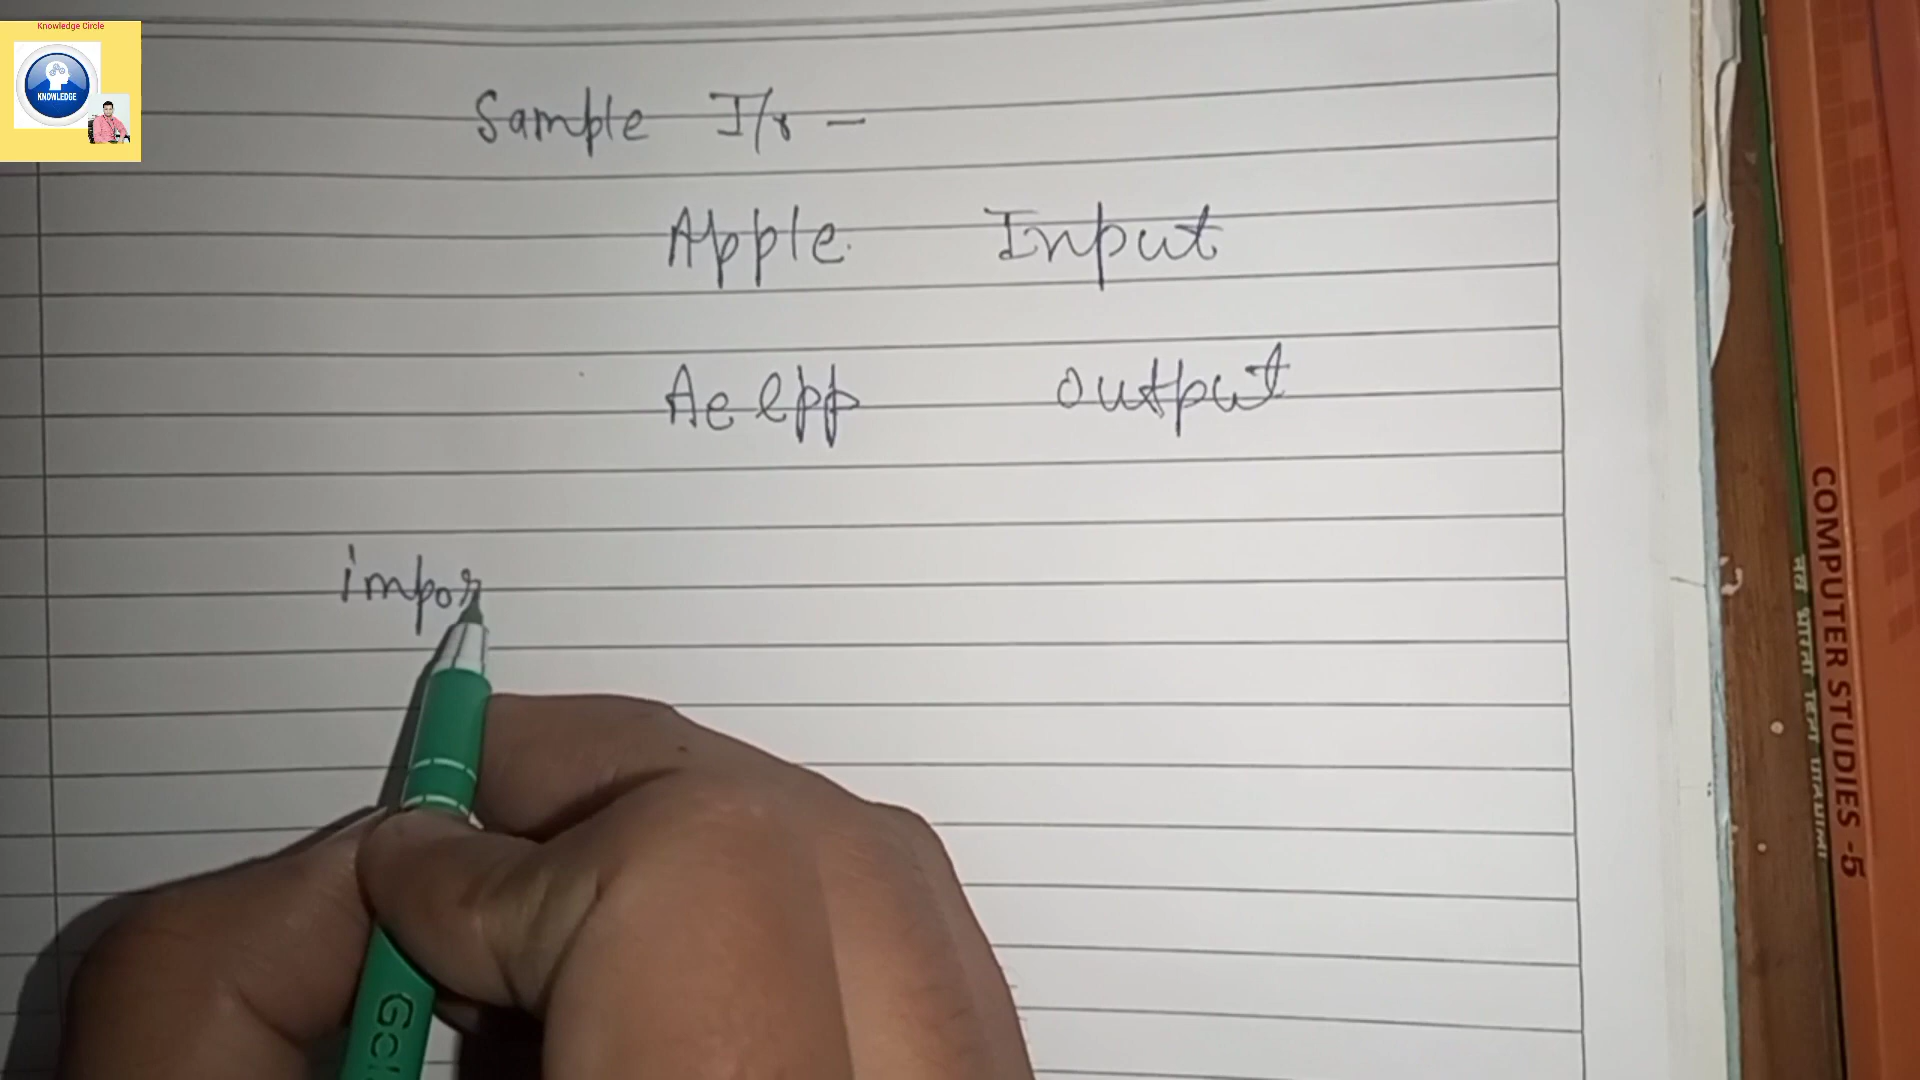 Knowledge Circle
KNOWLEDGE
Sample I/ -
Apple Input
Aelpp output
impor
COMPUTER STUDIES -5